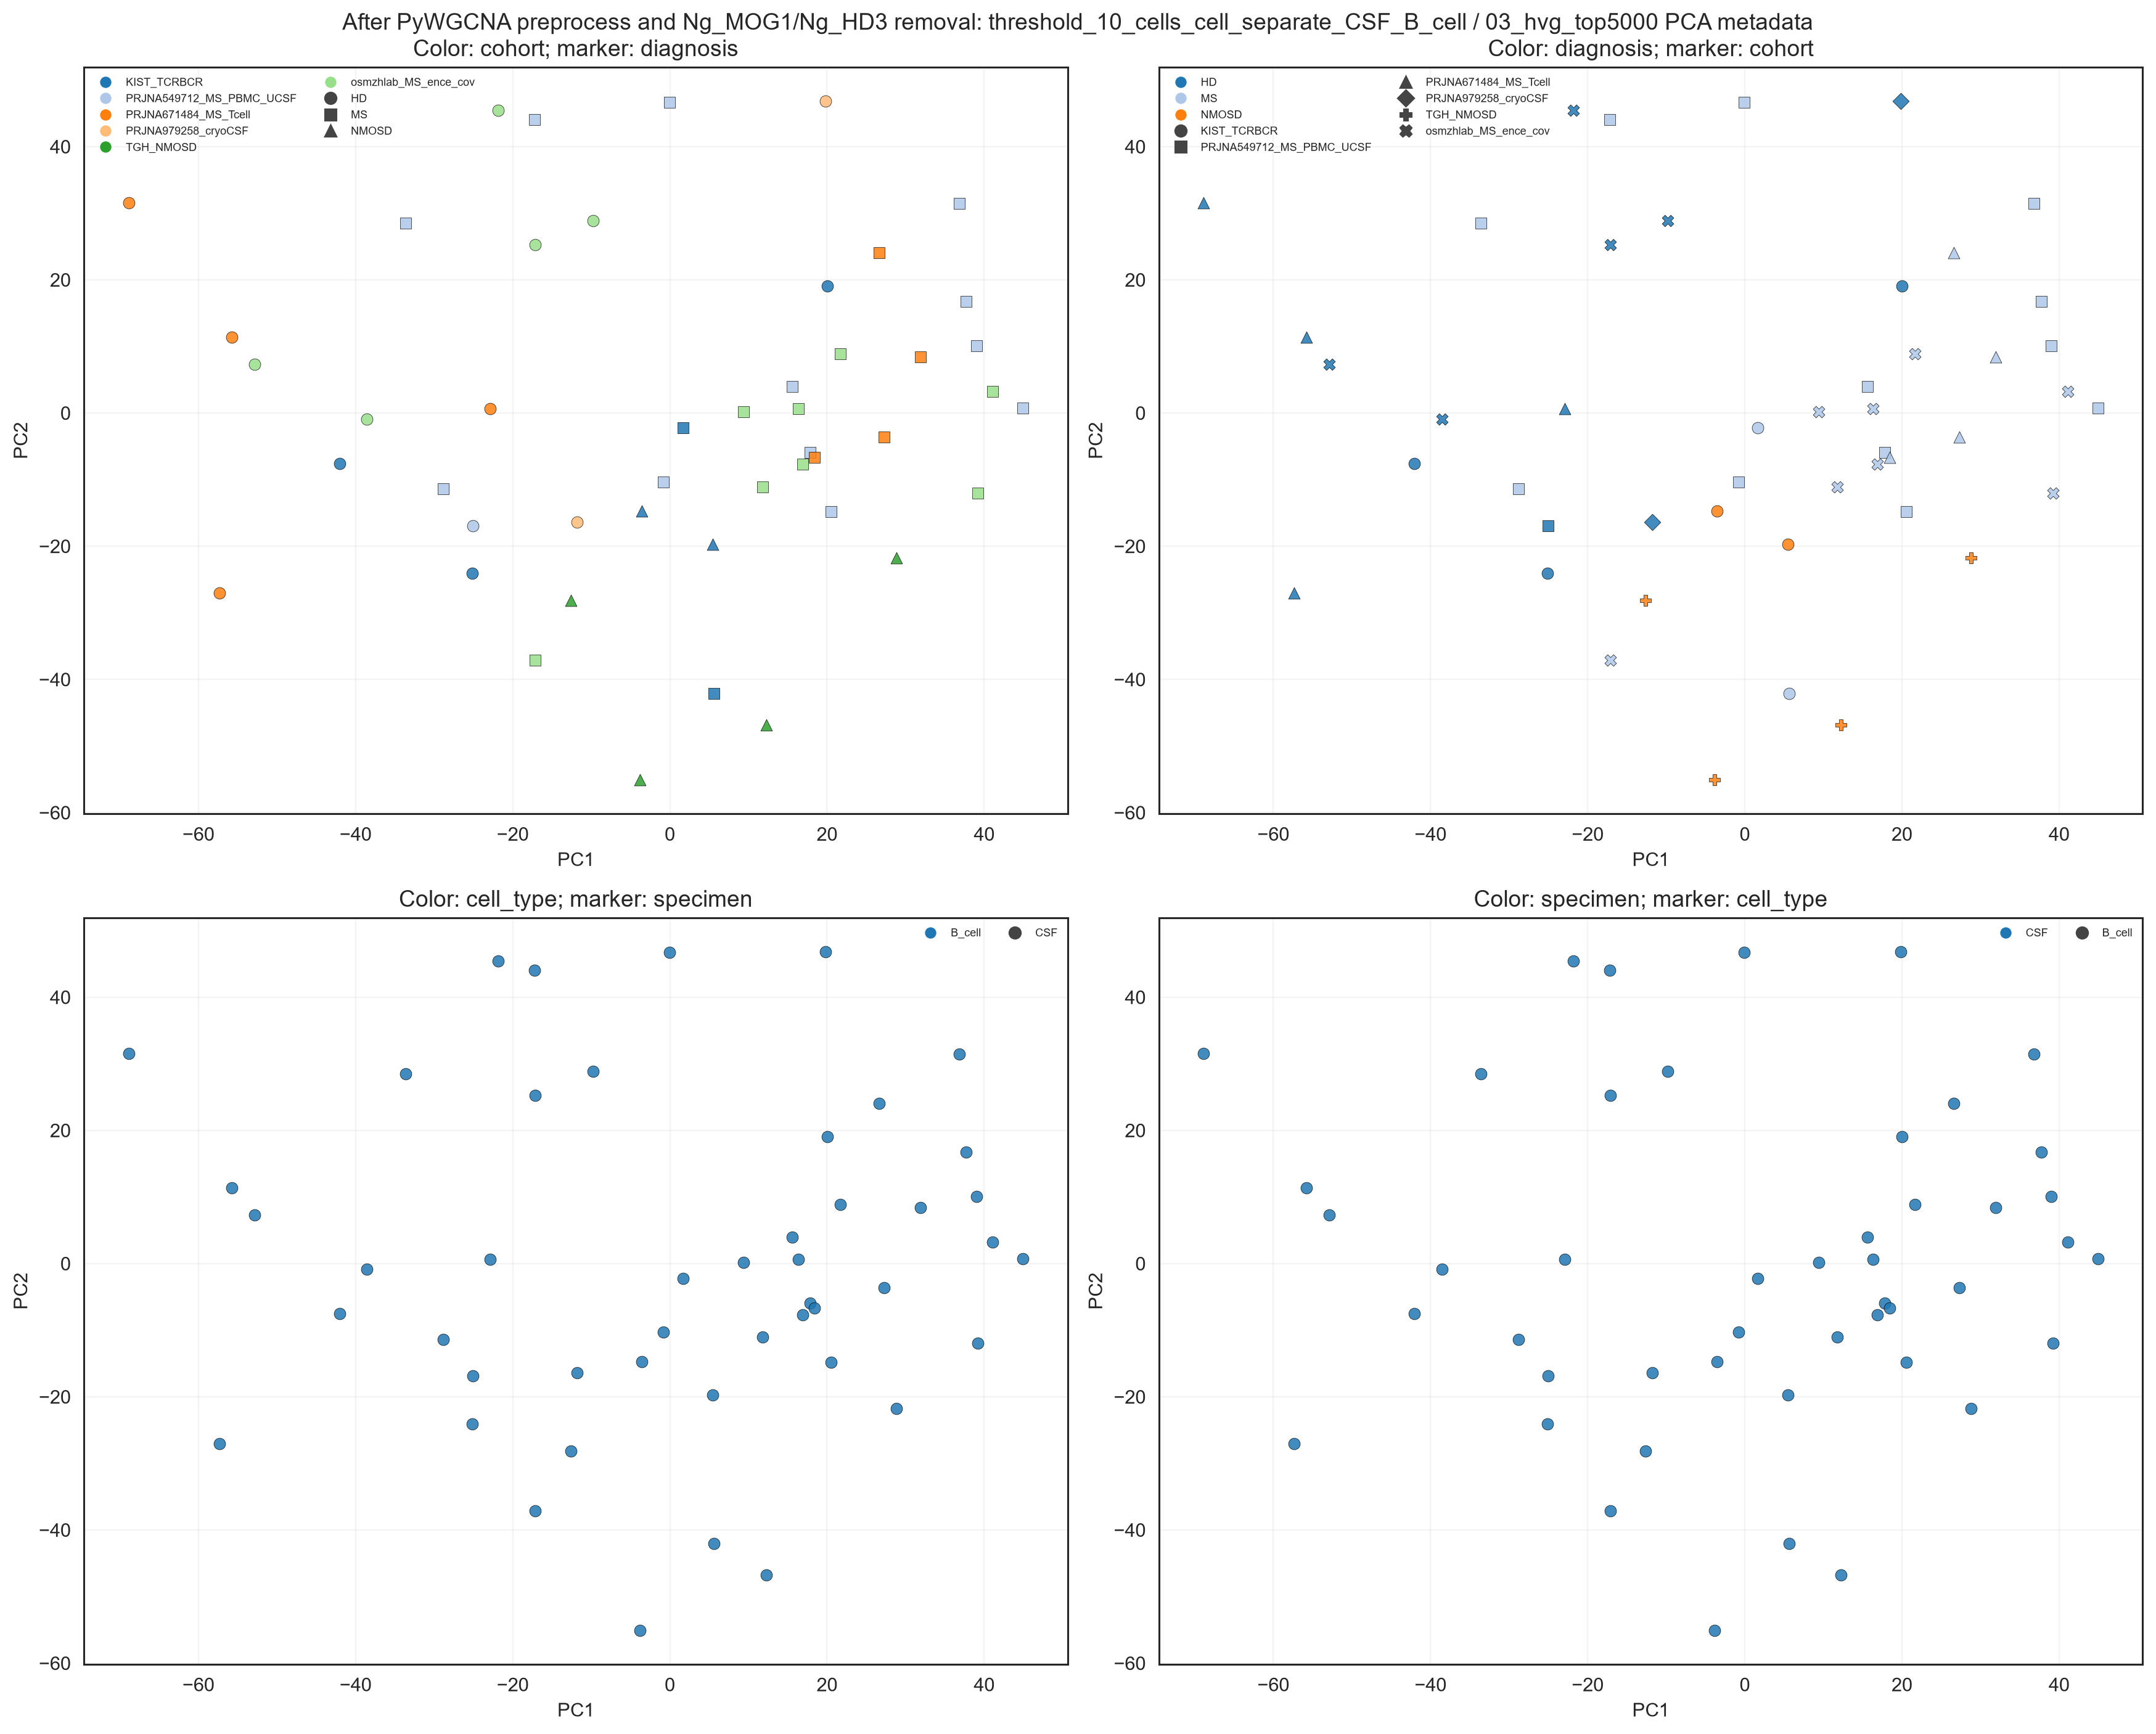 After PyWGCNA preprocess and Ng_MOG1/Ng_HD3 removal: threshold_10_cells_cell_separate_CSF_B_cell / 03_hvg_top5000 PCA metadata
Color: cohort; marker: diagnosis
KIST_TCRBCR
PRJNA549712_MS_PBMC_UCSF
PRJNA671484_MS_Tcell
PRJNA979258_cryoCSF
TGH_NMOSD
osmzhlab_MS_ence_cov
HD
MS
NMOSD
40
20
0
−20
−40
−60
PC2
−60 −40 −20 0 20 40
PC1
Color: diagnosis; marker: cohort
HD
MS
NMOSD
KIST_TCRBCR
PRJNA549712_MS_PBMC_UCSF
PRJNA671484_MS_Tcell
PRJNA979258_cryoCSF
TGH_NMOSD
osmzhlab_MS_ence_cov
40
20
0
−20
−40
−60
PC2
−60 −40 −20 0 20 40
PC1
Color: cell_type; marker: specimen
B_cell CSF
40
20
0
−20
−40
−60
PC2
−60 −40 −20 0 20 40
PC1
Color: specimen; marker: cell_type
CSF B_cell
40
20
0
−20
−40
−60
PC2
−60 −40 −20 0 20 40
PC1